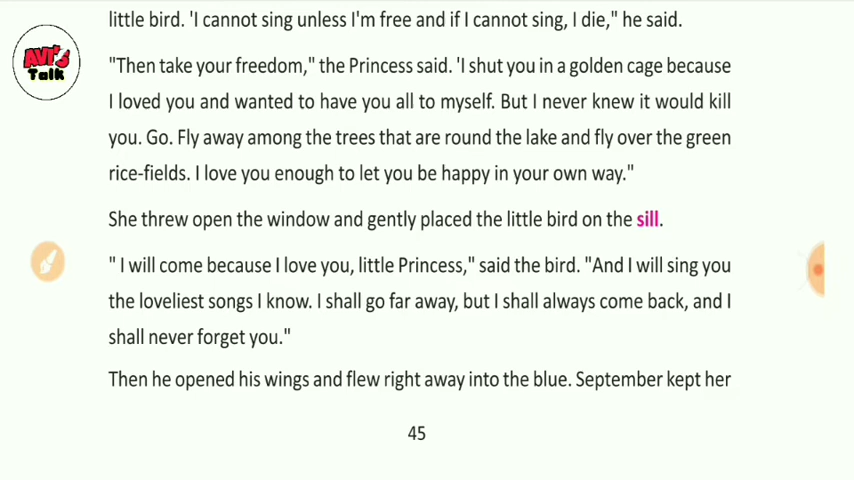 little bird. 'I cannot sing unless I'm free and if I cannot sing, I die," he said.
AVI'S
Talk
"Then take your freedom," the Princess said. 'I shut you in a golden cage because
I loved you and wanted to have you all to myself. But I never knew it would kill
you. Go. Fly away among the trees that are round the lake and fly over the green
rice-fields. I love you enough to let you be happy in your own way."
She threw open the window and gently placed the little bird on the sill.
" I will come because I love you, little Princess," said the bird. "And I will sing you
the loveliest songs I know. I shall go far away, but I shall always come back, and I
shall never forget you."
Then he opened his wings and flew right away into the blue. September kept her
45